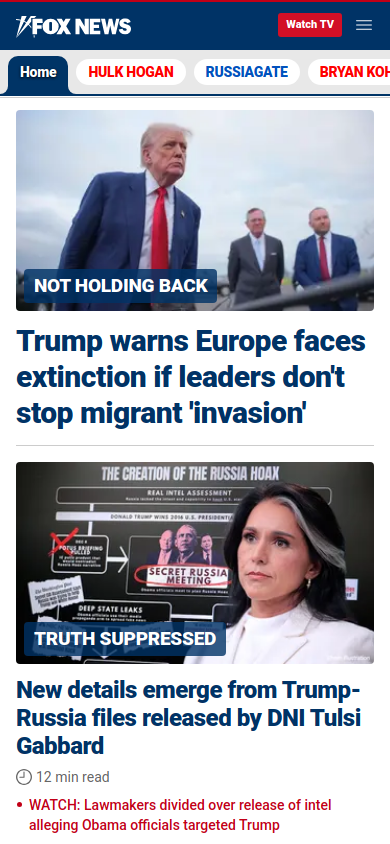 FOX NEWS
Watch TV
Home
HULK HOGAN
RUSSIAGATE
BRYAN KOH
NOT HOLDING BACK
Trump warns Europe faces
extinction if leaders don't
stop migrant 'invasion'
THE CREATION OF THE RUSSIA HOAX
REAL INTEL ASSESSMENT
DONALD TRUMP WINS 2016 U.S. PRESIDENTI
POTUS BRIEFING
PULLED
SECRET RUSSIA
MEETING
DEEP STATE LEAKS
TRUTH SUPPRESSED
New details emerge from Trump-
Russia files released by DNI Tulsi
Gabbard
12 min read
WATCH: Lawmakers divided over release of intel
alleging Obama officials targeted Trump